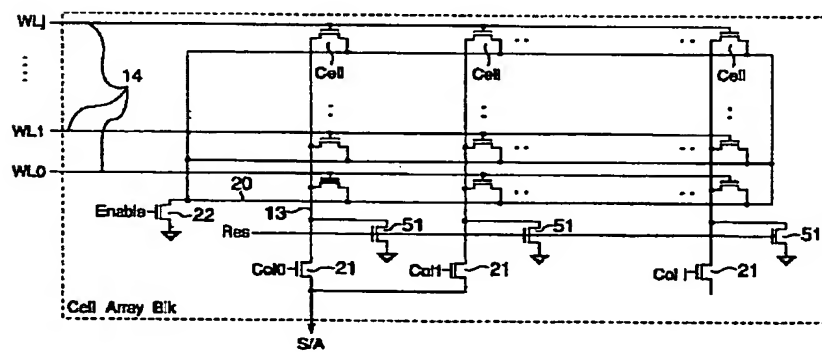 WLj
14
Cell
Cell
Cell
WL1
WL0
20
Enable
22
13
Res
51
51
51
Col0
21
Col1
21
Col i
21
Cell Array Blk
S/A